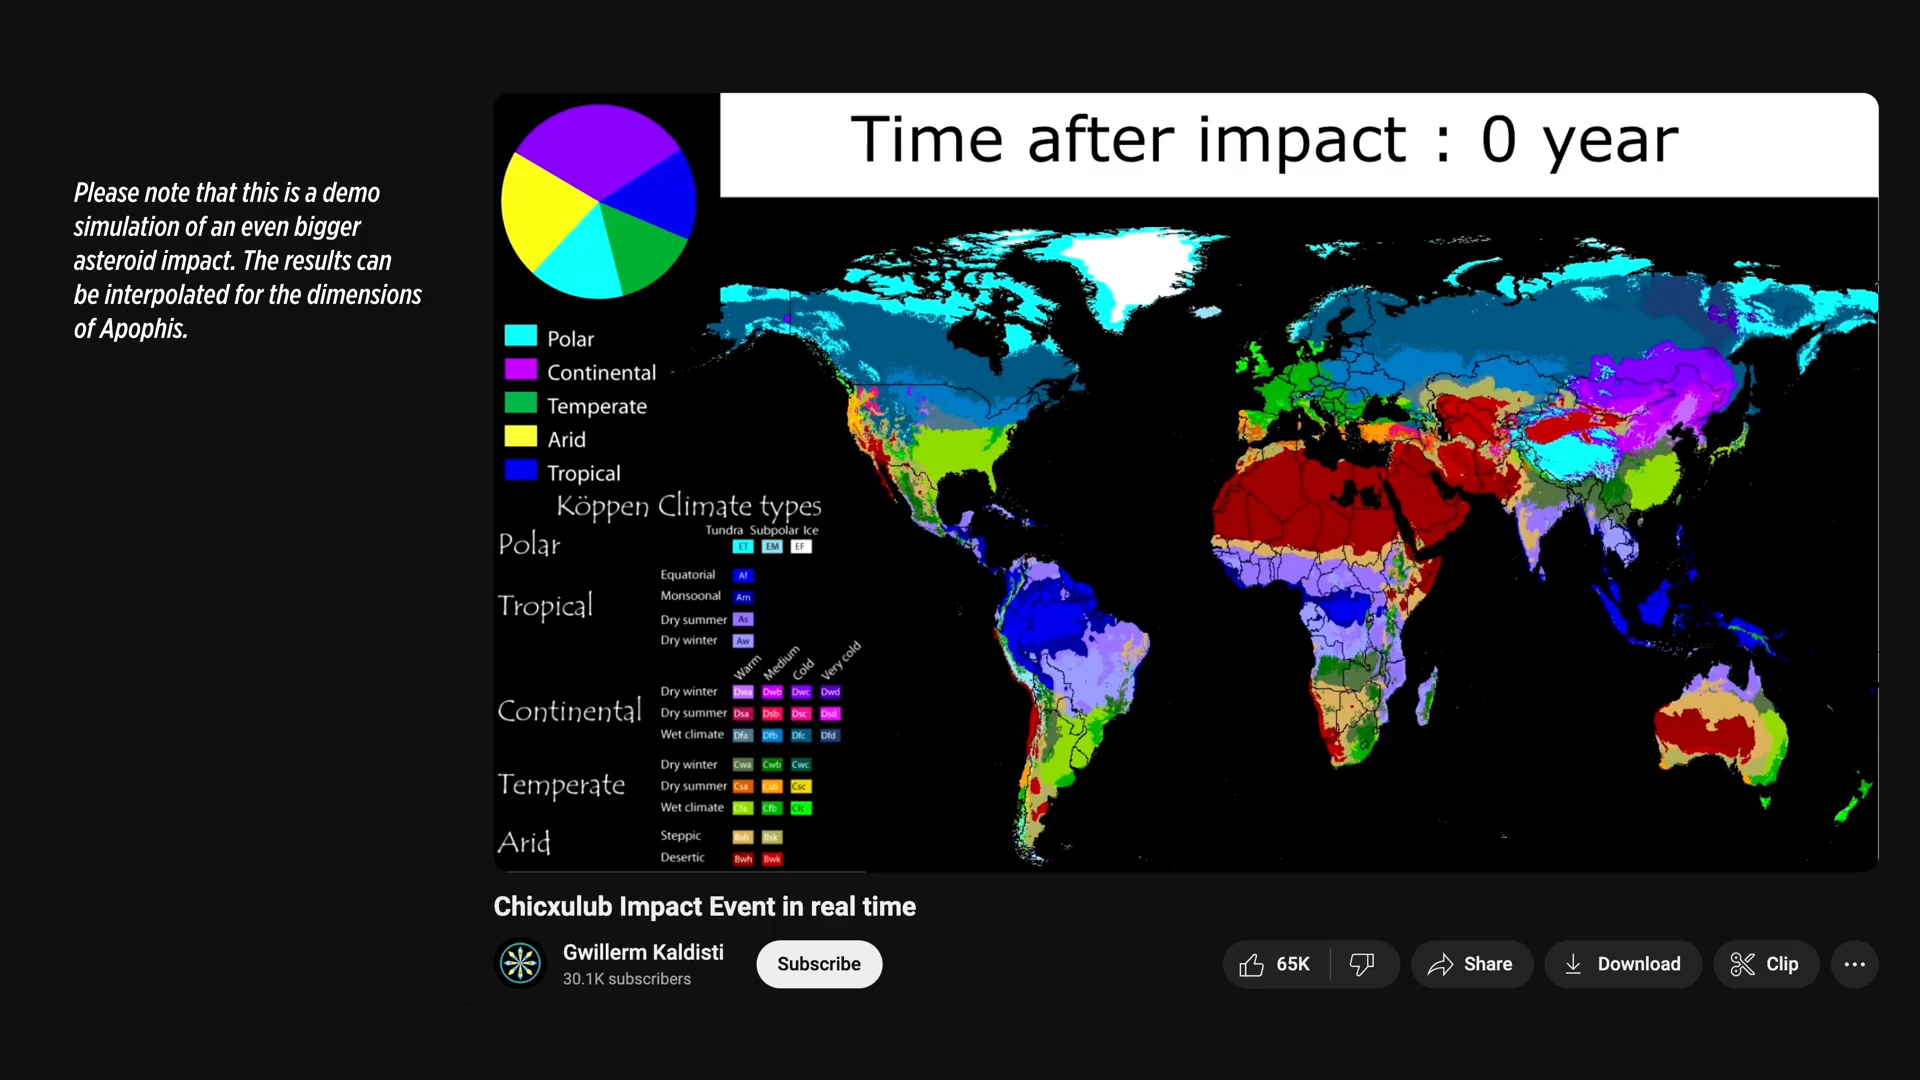 Please note that this is a demo
simulation of an even bigger
asteroid impact. The results can
be interpolated for the dimensions
of Apophis.
Time after impact : 0 year
Polar
Continental
Temperate
Arid
Tropical
Köppen Climate types
Tundra Subpolar Ice
Polar
ET EM EF
Tropical
Equatorial Af
Monsoonal Am
Dry summer As
Dry winter Aw
Warm Medium Cold Very cold
Continental
Dry winter Dwa Dwb Dwc Dwd
Dry summer Dsa Dsb Dsc Dsd
Wet climate Dfa Dfb Dfc Dfd
Temperate
Dry winter Cwa Cwb Cwc
Dry summer Csa Csb Csc
Wet climate Cfa Cfb Cfc
Arid
Steppic Bsh Bsk
Desertic Bwh Bwk
Chicxulub Impact Event in real time
Gwillerm Kaldisti
30.1K subscribers
Subscribe
65K
Share
Download
Clip